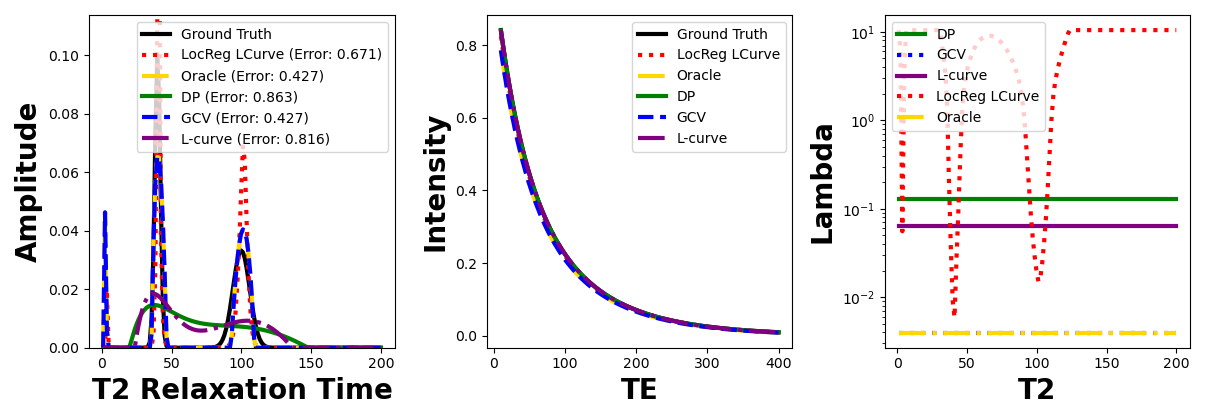 Amplitude
0.00
0.02
0.04
0.06
0.08
0.10
0
50
100
150
200
T2 Relaxation Time
Ground Truth
LocReg LCurve (Error: 0.671)
Oracle (Error: 0.427)
DP (Error: 0.863)
GCV (Error: 0.427)
L-curve (Error: 0.816)
Intensity
0.0
0.2
0.4
0.6
0.8
0
100
200
300
400
TE
Ground Truth
LocReg LCurve
Oracle
DP
GCV
L-curve
Lambda
10¹
10⁰
10⁻¹
10⁻²
0
50
100
150
200
T2
DP
GCV
L-curve
LocReg LCurve
Oracle